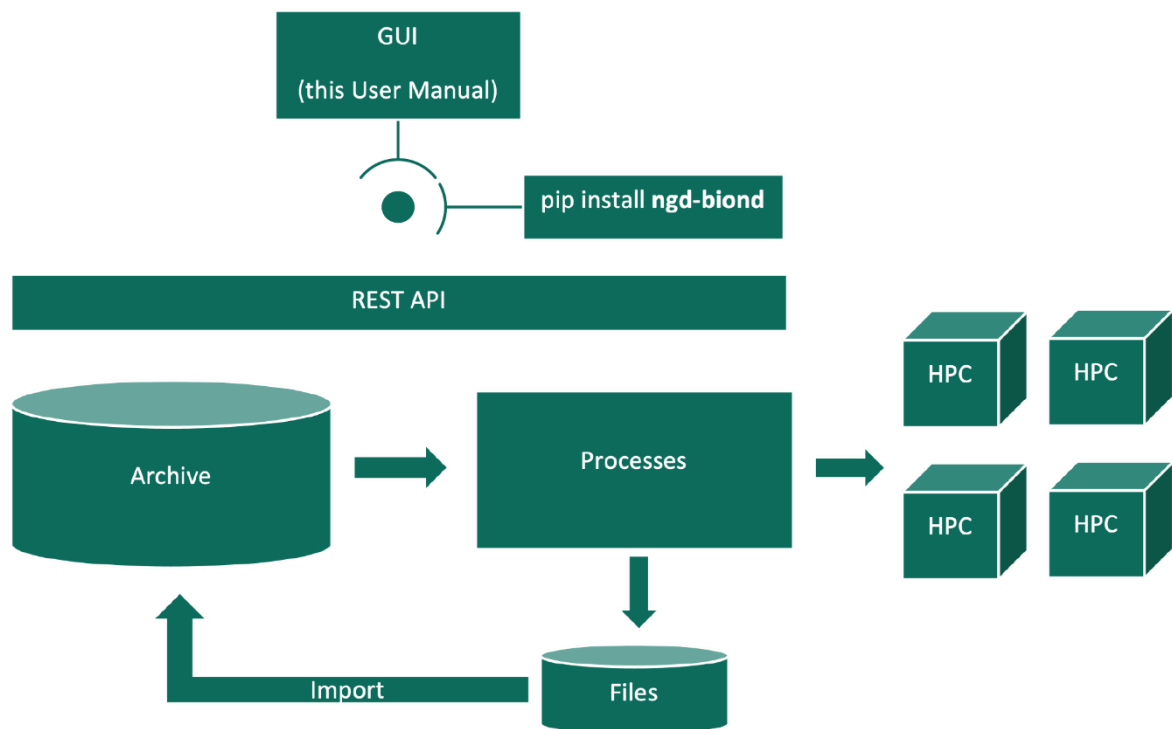 GUI
(this User Manual)
pip install ngd-biond
REST API
HPC
HPC
Archive
Processes
HPC
HPC
Import
Files